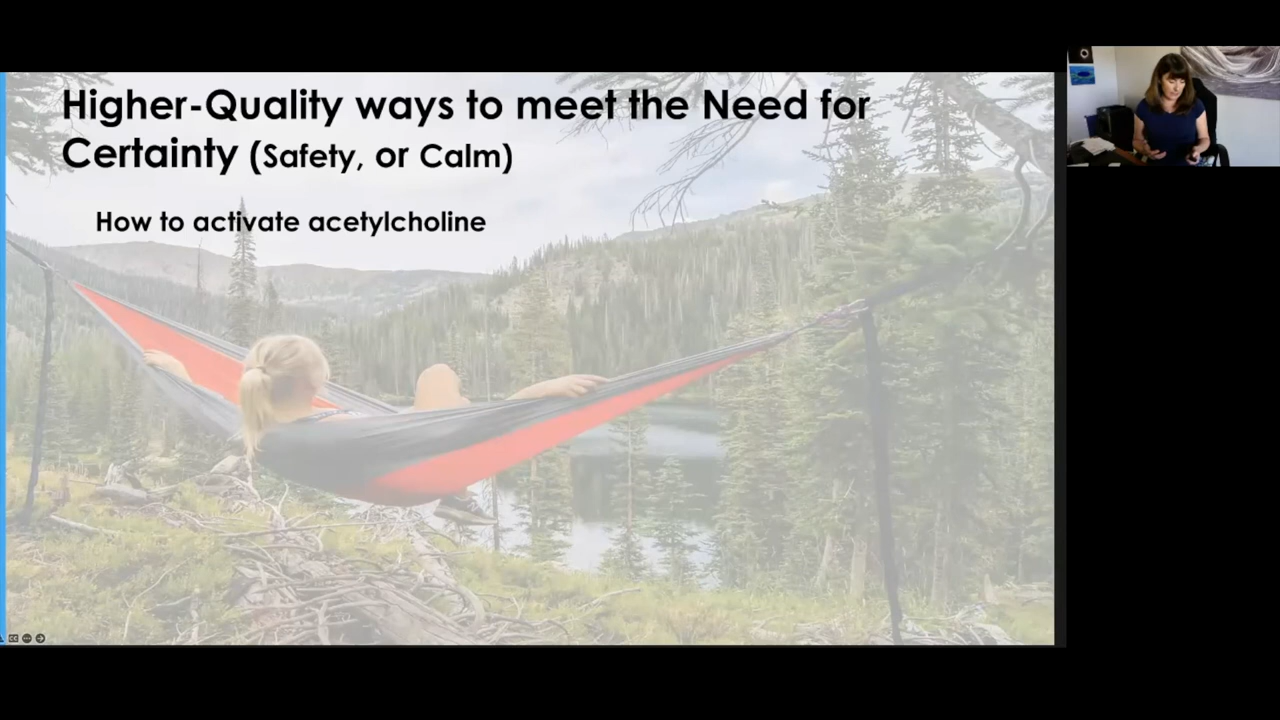 Higher-Quality ways to meet the Need for
Certainty (Safety, or Calm)
How to activate acetylcholine